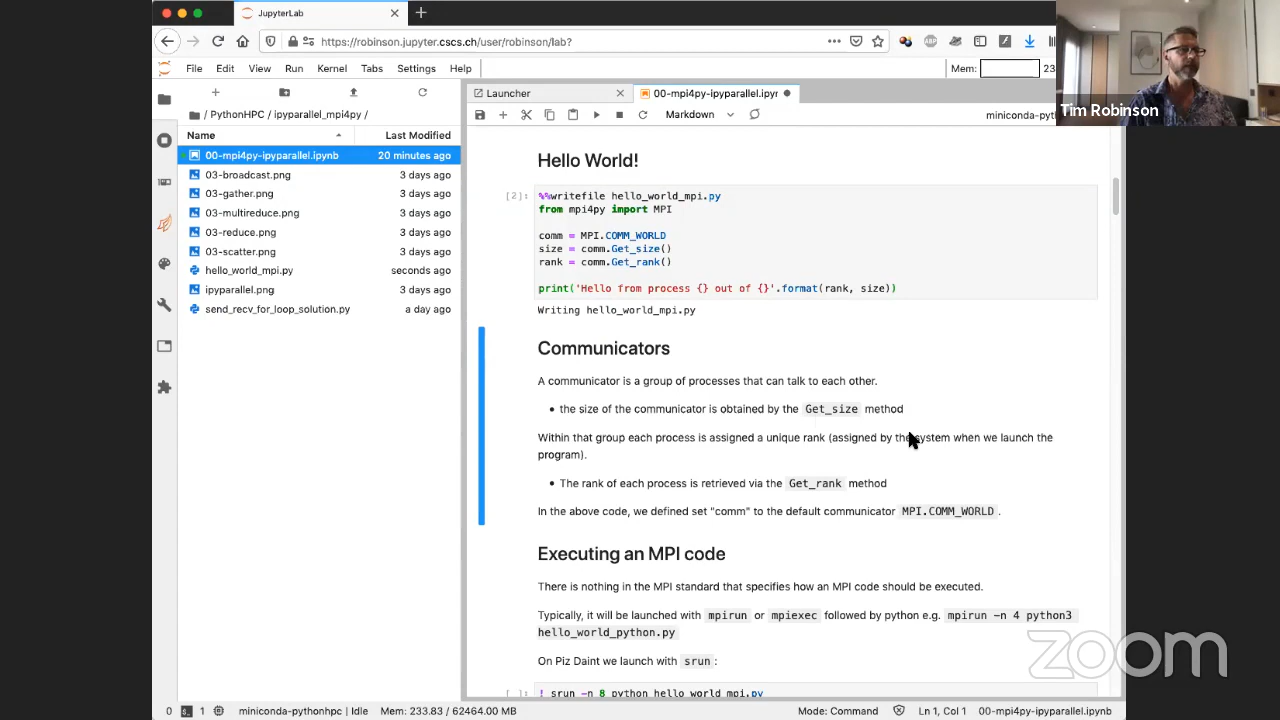 JupyterLab
https://robinson.jupyter.cscs.ch/user/robinson/lab?
File Edit View Run Kernel Tabs Settings Help
Mem: 23
Tim Robinson
/ PythonHPC / ipyparallel_mpi4py /
Name Last Modified
00-mpi4py-ipyparallel.ipynb 20 minutes ago
03-broadcast.png 3 days ago
03-gather.png 3 days ago
03-multireduce.png 3 days ago
03-reduce.png 3 days ago
03-scatter.png 3 days ago
hello_world_mpi.py seconds ago
ipyparallel.png 3 days ago
send_recv_for_loop_solution.py a day ago
Launcher
00-mpi4py-ipyparallel.ipyr
Markdown
miniconda-pyth
Hello World!
[2]:
%%writefile hello_world_mpi.py
from mpi4py import MPI
comm = MPI.COMM_WORLD
size = comm.Get_size()
rank = comm.Get_rank()
print('Hello from process {} out of {}'.format(rank, size))
Writing hello_world_mpi.py
Communicators
A communicator is a group of processes that can talk to each other.
• the size of the communicator is obtained by the Get_size method
Within that group each process is assigned a unique rank (assigned by the system when we launch the
program).
• The rank of each process is retrieved via the Get_rank method
In the above code, we defined set "comm" to the default communicator MPI.COMM_WORLD.
Executing an MPI code
There is nothing in the MPI standard that specifies how an MPI code should be executed.
Typically, it will be launched with mpirun or mpiexec followed by python e.g. mpirun -n 4 python3
hello_world_python.py
On Piz Daint we launch with srun:
[ ]: ! srun -n 8 python hello_world_mpi.py
zoom
0 1 miniconda-pythonhpc | Idle Mem: 233.83 / 62464.00 MB Mode: Command Ln 1, Col 1 00-mpi4py-ipyparallel.ipynb